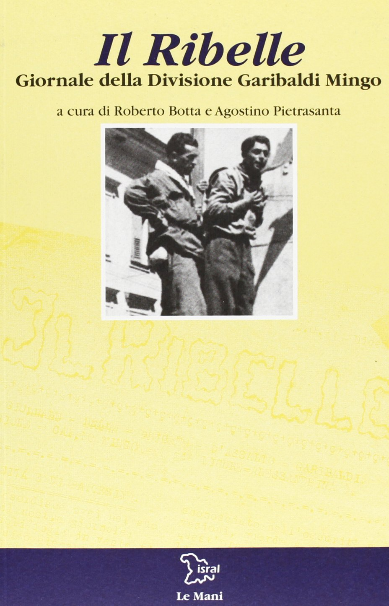 Il Ribelle
Giornale della Divisione Garibaldi Mingo
a cura di Roberto Botta e Agostino Pietrasanta
IL RIBELLE
isral
Le Mani